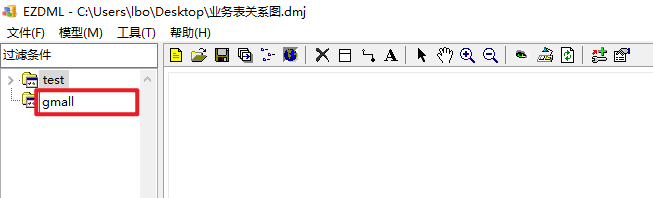 EZDML - C:\Users\lbo\Desktop\业务表关系图.dmj
文件(F) 模型(M) 工具(T) 帮助(H)
过滤条件
test
gmall
A